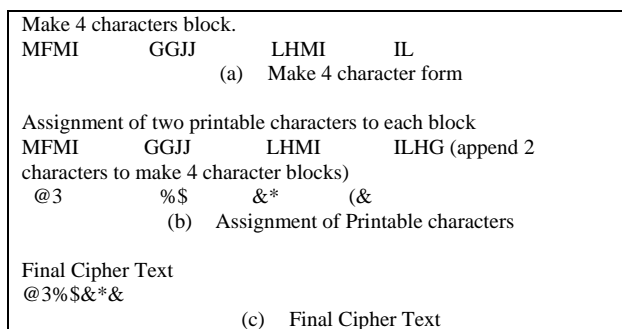 Make 4 characters block.
MFMI GGJJ LHMI IL
(a) Make 4 character form
Assignment of two printable characters to each block
MFMI GGJJ LHMI ILHG (append 2
characters to make 4 character blocks)
@3 %$ &* (&
(b) Assignment of Printable characters
Final Cipher Text
@3%$&*&
(c) Final Cipher Text